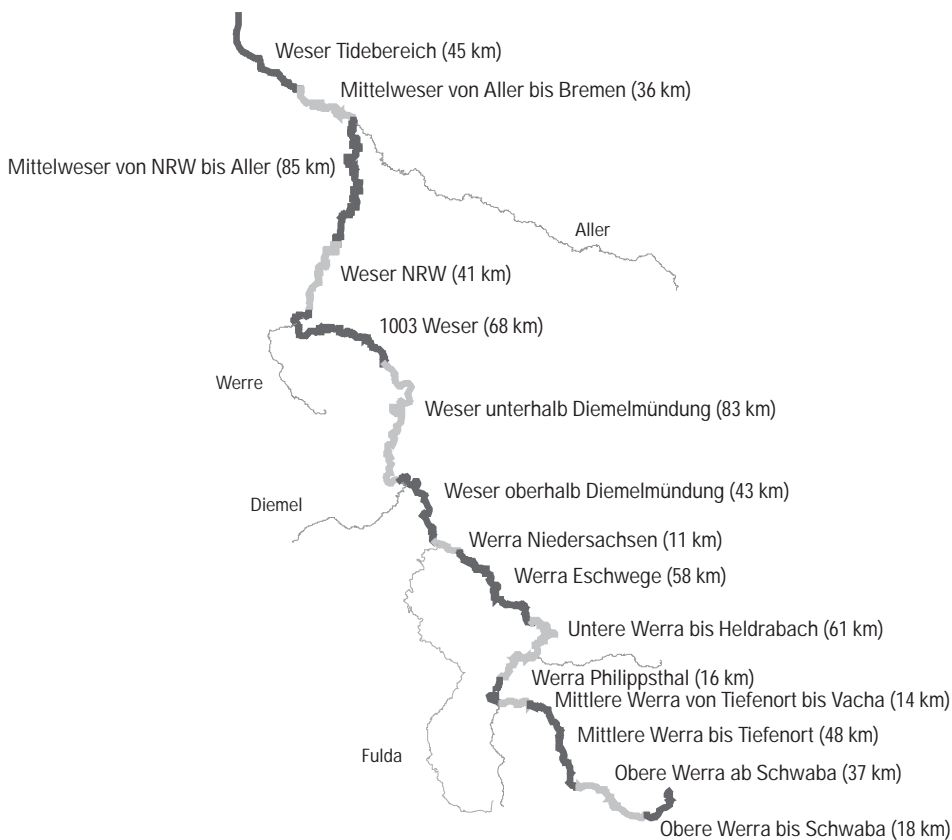 Weser Tidebereich (45 km)
Mittelweser von Aller bis Bremen (36 km)
Mittelweser von NRW bis Aller (85 km)
Aller
Weser NRW (41 km)
1003 Weser (68 km)
Werre
Weser unterhalb Diemelmündung (83 km)
Weser oberhalb Diemelmündung (43 km)
Diemel
Werra Niedersachsen (11 km)
Werra Eschwege (58 km)
Untere Werra bis Heldrabach (61 km)
Werra Philippsthal (16 km)
Mittlere Werra von Tiefenort bis Vacha (14 km)
Mittlere Werra bis Tiefenort (48 km)
Fulda
Obere Werra ab Schwaba (37 km)
Obere Werra bis Schwaba (18 km)